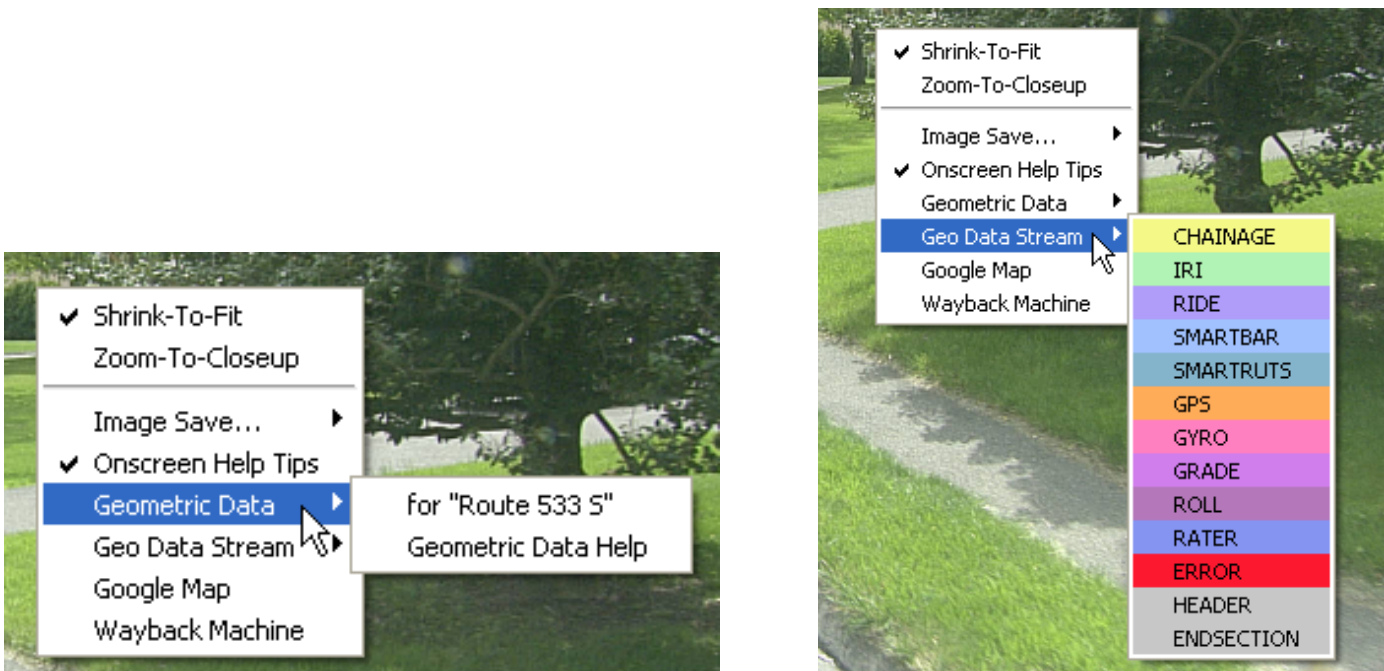 Shrink-To-Fit
Zoom-To-Closeup
Image Save...
Onscreen Help Tips
Geometric Data
Geo Data Stream
Google Map
Wayback Machine
for "Route 533 S"
Geometric Data Help
Shrink-To-Fit
Zoom-To-Closeup
Image Save...
Onscreen Help Tips
Geometric Data
Geo Data Stream
Google Map
Wayback Machine
CHAINAGE
IRI
RIDE
SMARTBAR
SMARTRUTS
GPS
GYRO
GRADE
ROLL
RATER
ERROR
HEADER
ENDSECTION